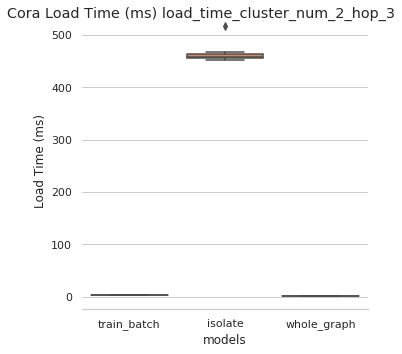 Cora Load Time (ms) load_time_cluster_num_2_hop_3
500
400
300
200
100
0
Load Time (ms)
train_batch isolate whole_graph
models